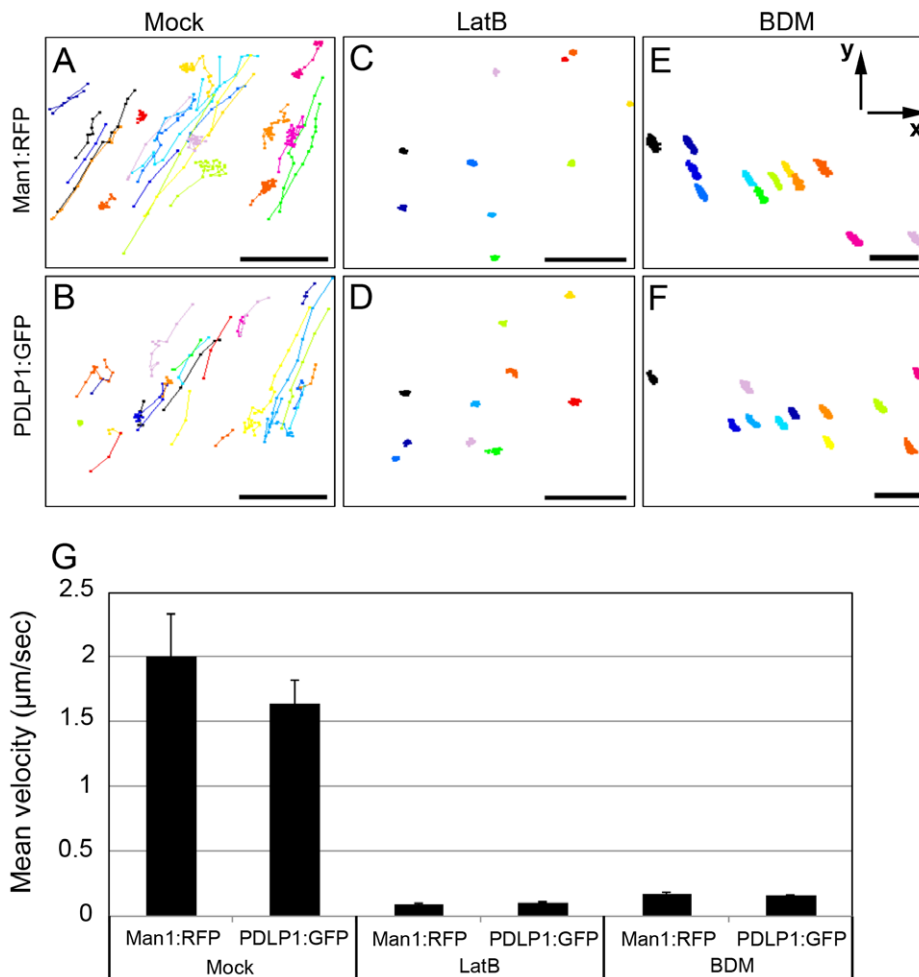 Mock LatB BDM
Man1:RFP
A C E
y
x
PDLP1:GFP
B D F
G
Mean velocity (µm/sec)
2.5
2
1.5
1
0.5
0
Man1:RFP PDLP1:GFP Man1:RFP PDLP1:GFP Man1:RFP PDLP1:GFP
Mock LatB BDM